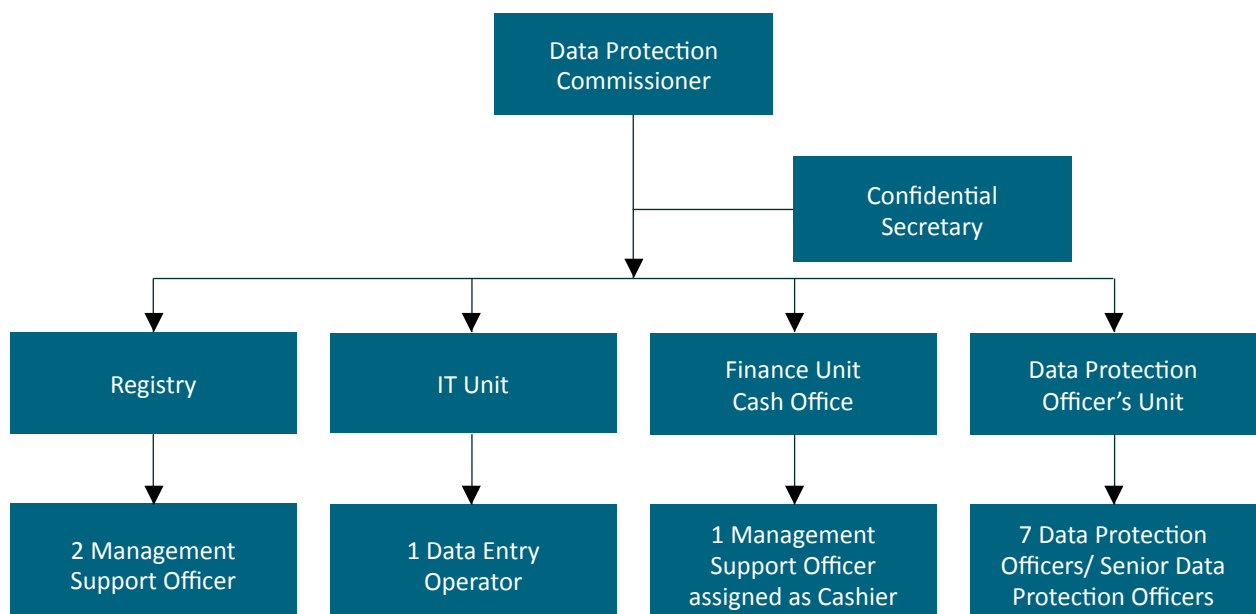 Data Protection
Commissioner
Confidential
Secretary
Registry
IT Unit
Finance Unit
Cash Office
Data Protection
Officer’s Unit
2 Management
Support Officer
1 Data Entry
Operator
1 Management
Support Officer
assigned as Cashier
7 Data Protection
Officers/ Senior Data
Protection Officers